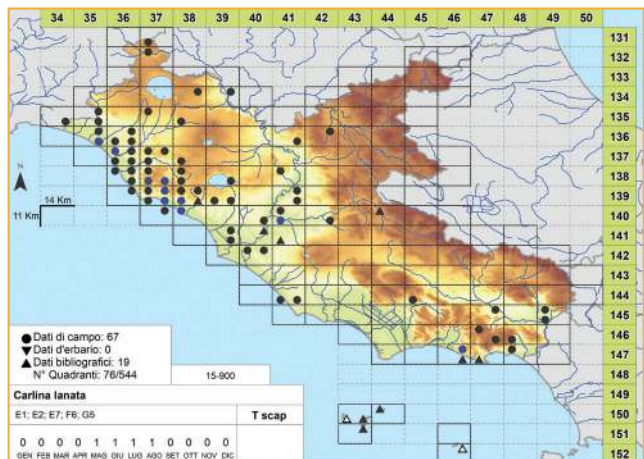 34 35 36 37 38 39 40 41 42 43 44 45 46 47 48 49 50
131
132
133
134
135
136
137
138
139
140
141
142
143
144
145
146
147
148
149
150
151
152
N
14 Km
11 Km
Dati di campo: 67
Dati d'erbario: 0
Dati bibliografici: 19
N° Quadranti: 76/544
15-900
Carlina lanata
E1; E2; E7; F6; G5
T scap
0 0 0 0 1 1 1 1 0 0 0 0
GEN FEB MAR APR MAG GIU LUG AGO SET OTT NOV DIC